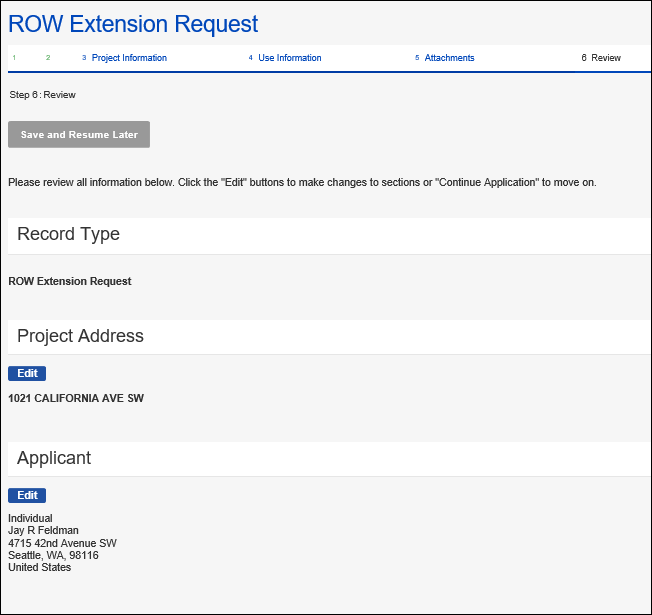 ROW Extension Request
1 2 3 Project Information 4 Use Information 5 Attachments 6 Review
Step 6: Review
Save and Resume Later
Please review all information below. Click the "Edit" buttons to make changes to sections or "Continue Application" to move on.
Record Type
ROW Extension Request
Project Address
Edit
1021 CALIFORNIA AVE SW
Applicant
Edit
Individual
Jay R Feldman
4715 42nd Avenue SW
Seattle, WA, 98116
United States